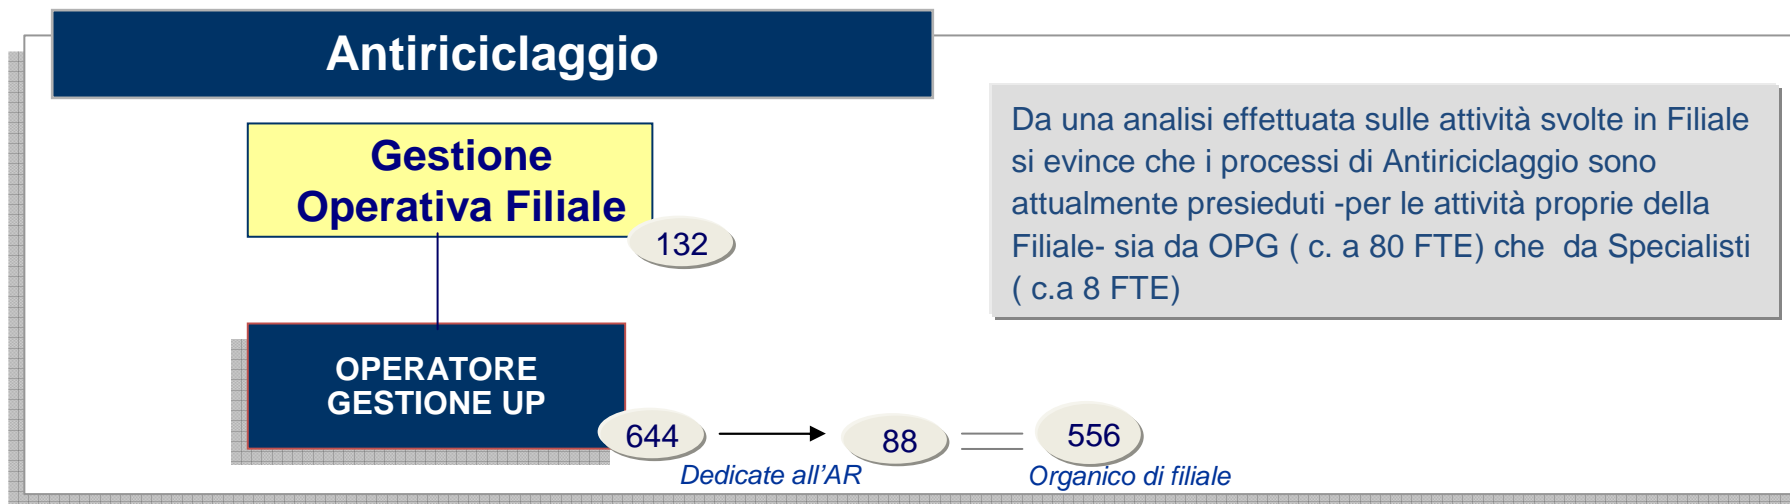 Antiriciclaggio
Gestione
Operativa Filiale
132
OPERATORE
GESTIONE UP
644
88
556
Dedicate all'AR
Organico di filiale
Da una analisi effettuata sulle attività svolte in Filiale
si evince che i processi di Antiriciclaggio sono
attualmente presieduti -per le attività proprie della
Filiale- sia da OPG ( c. a 80 FTE) che da Specialisti
( c.a 8 FTE)